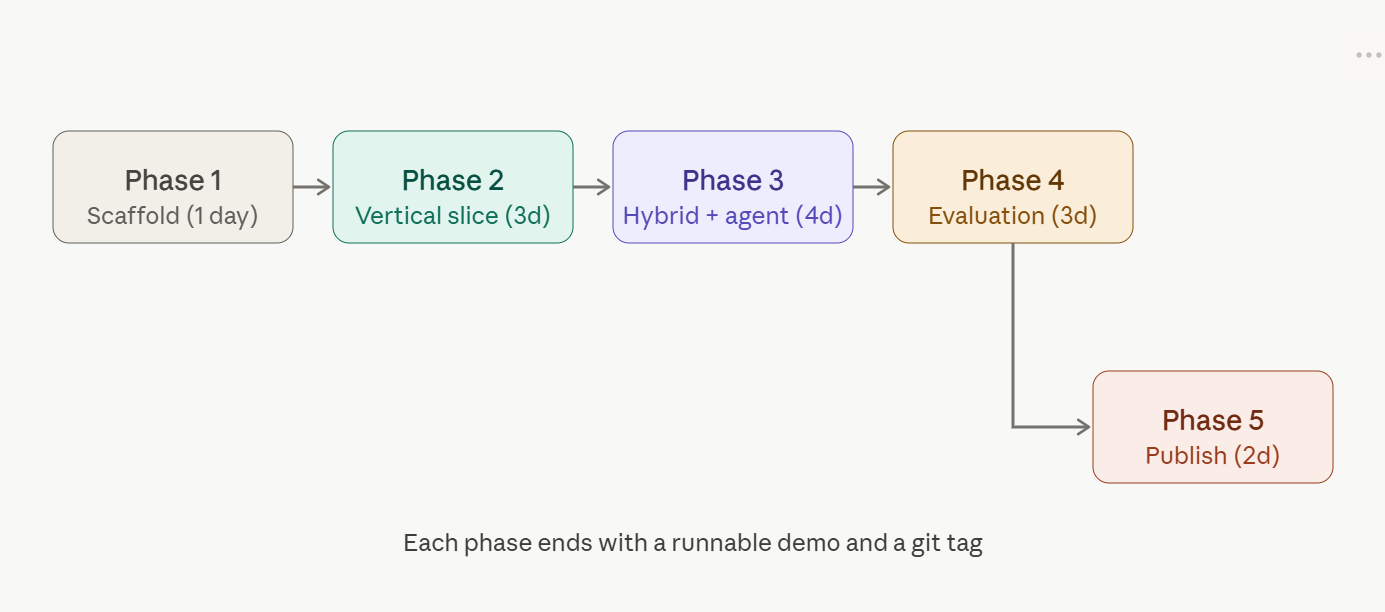 Phase 1
Scaffold (1 day)
Phase 2
Vertical slice (3d)
Phase 3
Hybrid + agent (4d)
Phase 4
Evaluation (3d)
Phase 5
Publish (2d)
Each phase ends with a runnable demo and a git tag